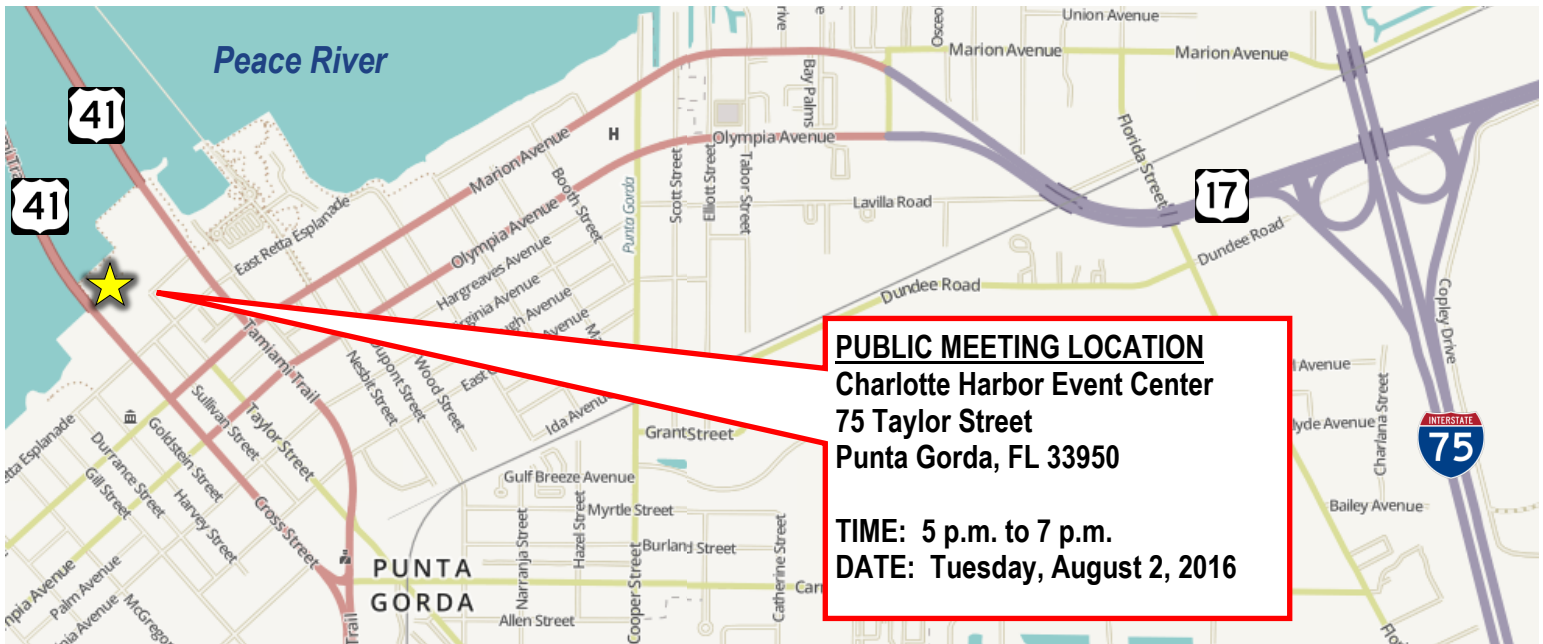 Peace River
41
41
17
INTERSTATE
75
Union Avenue
Marion Avenue
Marion Avenue
Bay Palms
Florida Street
H
Olympia Avenue
Marion Avenue
Booth Street
Punta Gorda
Scott Street
Elliott Street
Tabor Street
Lavilla Road
Dundee Road
Dundee Road
Copley Drive
East Retta Esplanade
Olympia Avenue
Hargreaves Avenue
Tamiami Trail
Nesbit Street
Wood Street
Ida Avenue
Sullivan Street
Taylor Street
Goldstein Street
Durrance Street
Gill Street
Harvey Street
Cross Street
Grant Street
Gulf Breeze Avenue
Myrtle Street
Burland Street
Narranja Street
Hazel Street
Cooper Street
Catherine Street
Allen Street
Palm Avenue
Charlana Street
Bailey Avenue
Trail
PUNTA
GORDA
PUBLIC MEETING LOCATION
Charlotte Harbor Event Center
75 Taylor Street
Punta Gorda, FL 33950
TIME: 5 p.m. to 7 p.m.
DATE: Tuesday, August 2, 2016